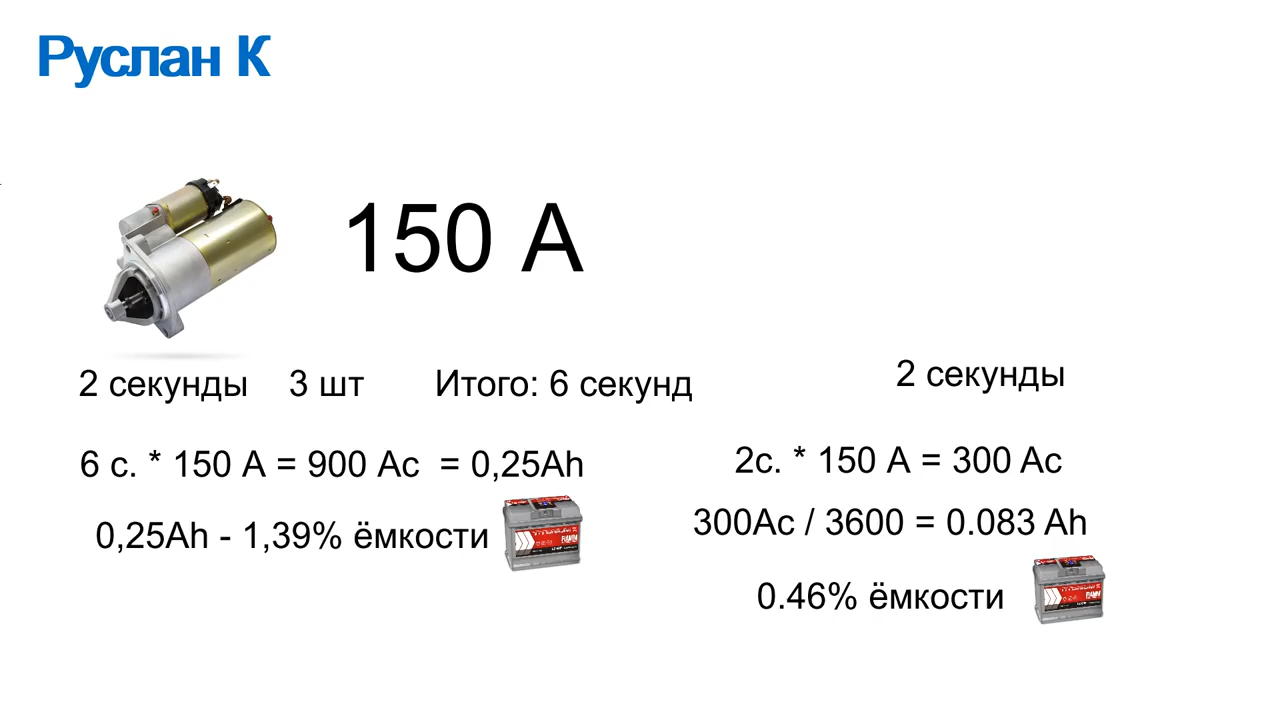 Руслан К
150 А
2 секунды 3 шт Итого: 6 секунд
2 секунды
6 с. * 150 А = 900 Ас = 0,25Ah
2с. * 150 А = 300 Ас
0,25Ah - 1,39% ёмкости
300Ас / 3600 = 0.083 Ah
0.46% ёмкости